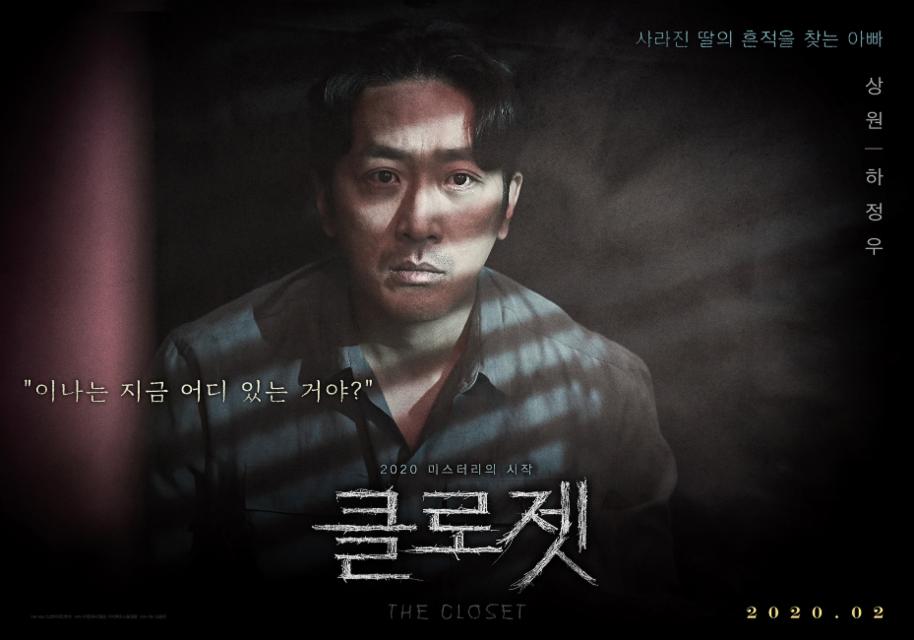 사라진 딸의 흔적을 찾는 아빠
상원 | 하정우
"이나는 지금 어디 있는 거야?"
2020 미스터리의 시작
클로젯
THE CLOSET
2020.02